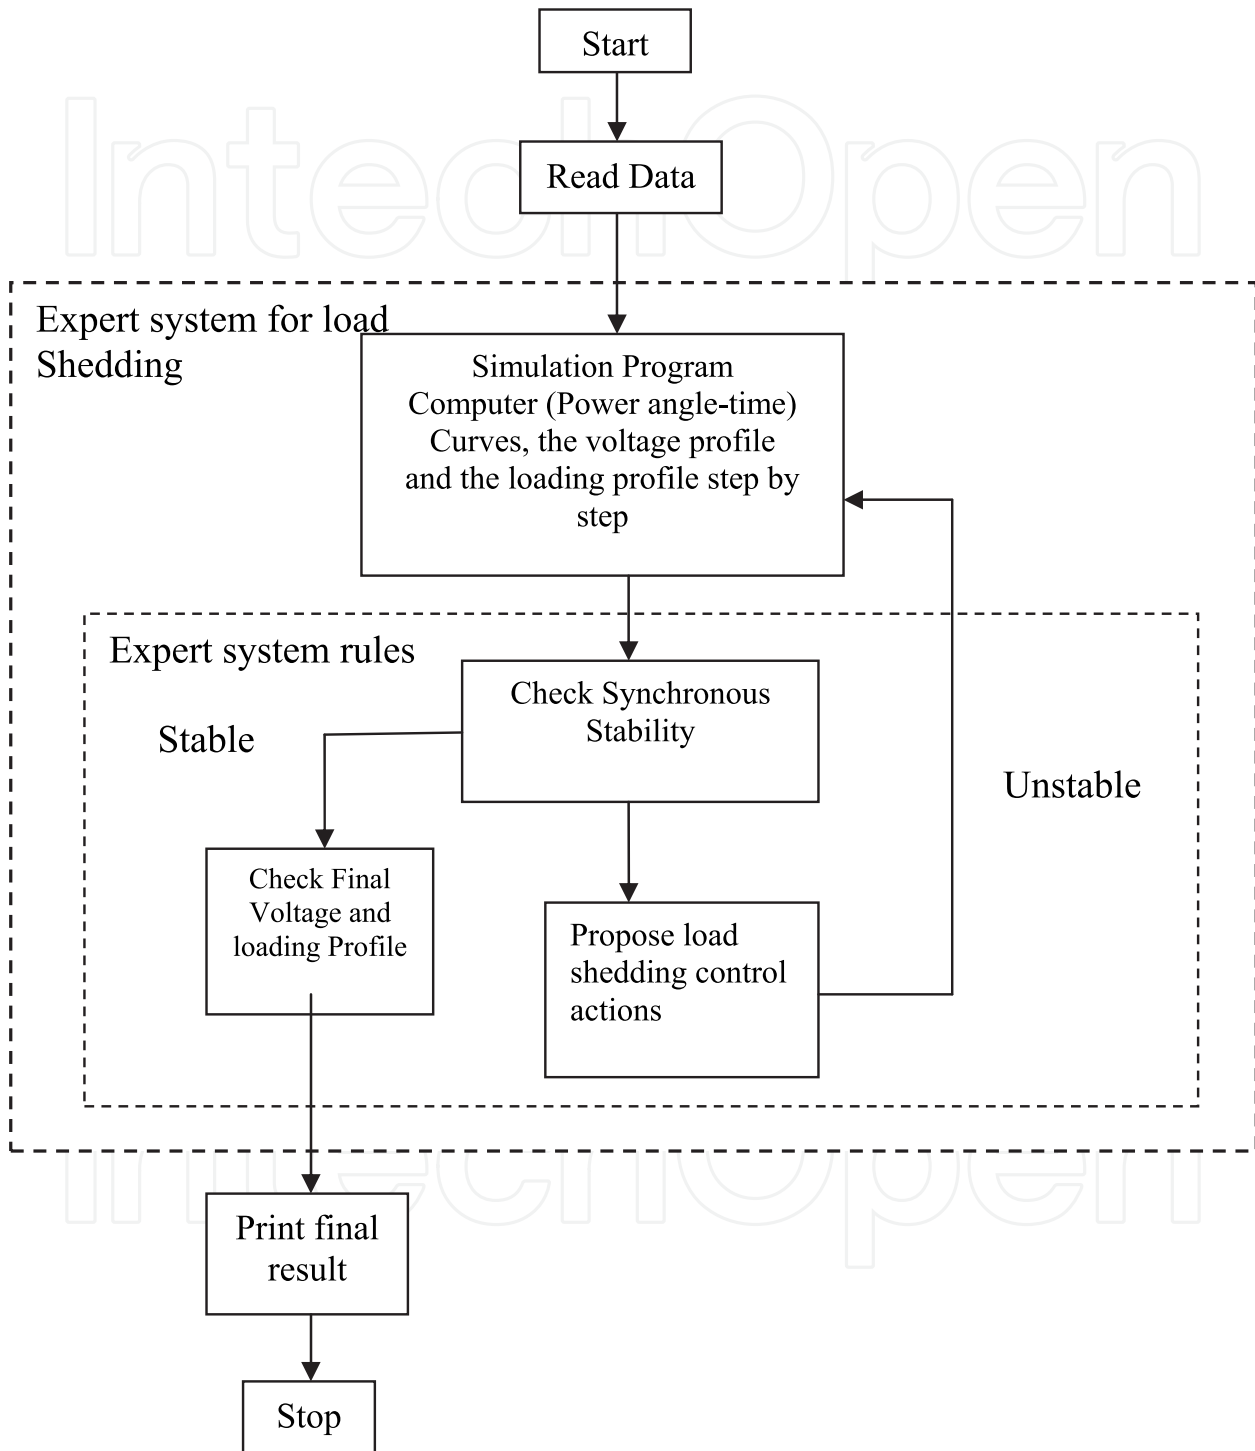 Start
IntechOpen
Read Data
Expert system for load
Shedding
Simulation Program
Computer (Power angle-time)
Curves, the voltage profile
and the loading profile step by
step
Expert system rules
Check Synchronous
Stability
Stable
Unstable
Check Final
Voltage and
loading Profile
Propose load
shedding control
actions
IntechOpen
Print final
result
Stop